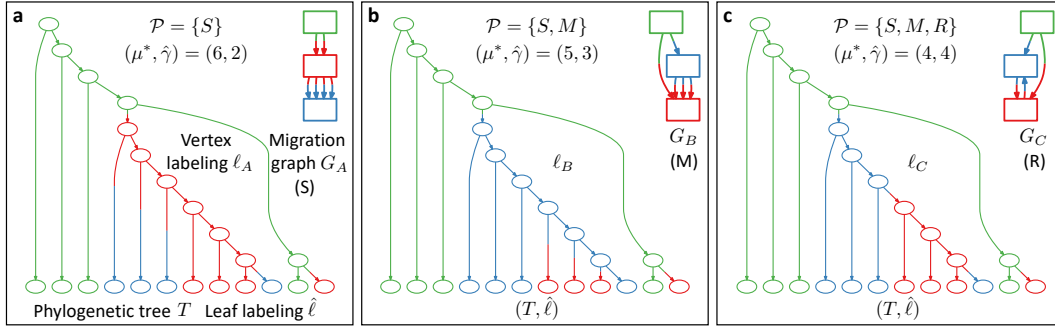 a
𝒫 = {S}
(μ*, γ̂) = (6, 2)
Vertex
labeling ℓ_A
Migration
graph G_A
(S)
Phylogenetic tree T
Leaf labeling ℓ̂
b
𝒫 = {S, M}
(μ*, γ̂) = (5, 3)
G_B
(M)
ℓ_B
(T, ℓ̂)
c
𝒫 = {S, M, R}
(μ*, γ̂) = (4, 4)
G_C
(R)
ℓ_C
(T, ℓ̂)